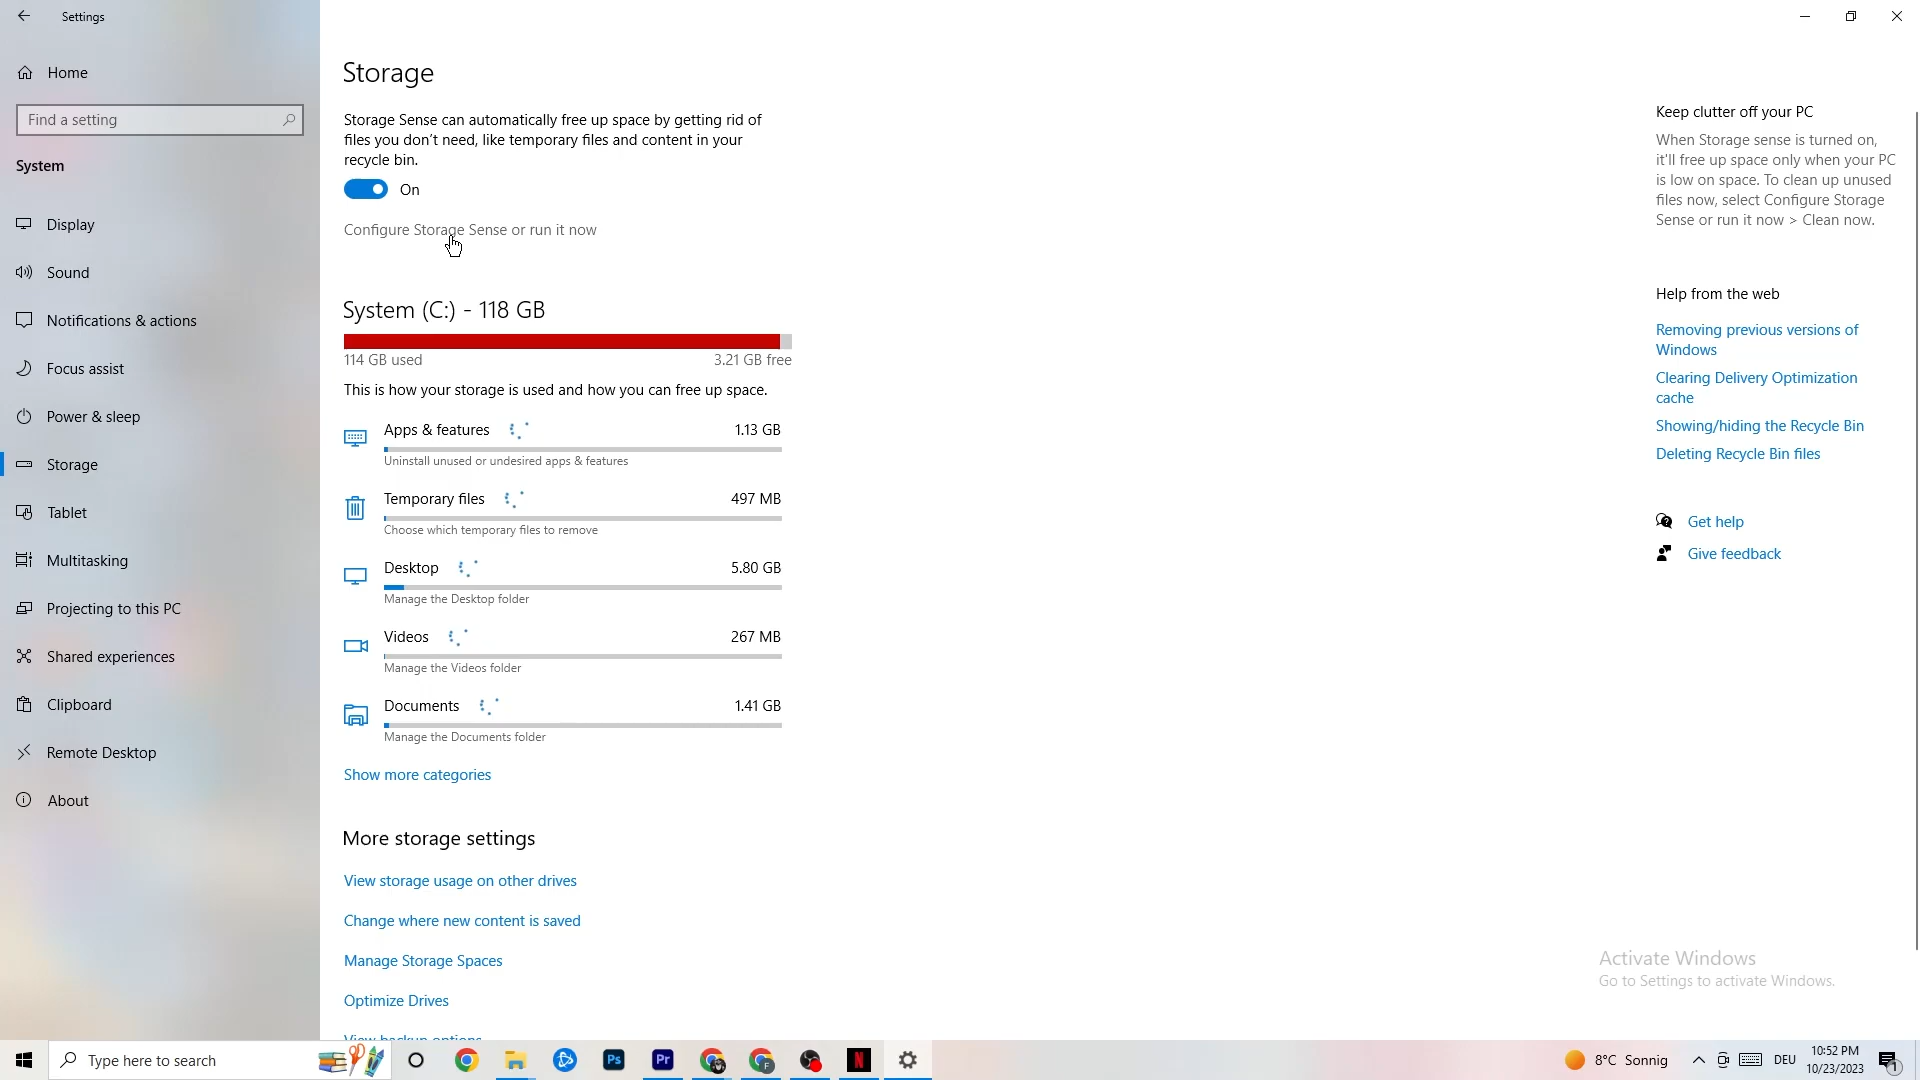 Settings
Home
Find a setting
System
Display
Sound
Notifications & actions
Focus assist
Power & sleep
Storage
Tablet
Multitasking
Projecting to this PC
Shared experiences
Clipboard
Remote Desktop
About
Storage
Storage Sense can automatically free up space by getting rid of
files you don't need, like temporary files and content in your
recycle bin.
On
Configure Storage Sense or run it now
System (C:) - 118 GB
114 GB used
3.21 GB free
This is how your storage is used and how you can free up space.
Apps & features
1.13 GB
Uninstall unused or undesired apps & features
Temporary files
497 MB
Choose which temporary files to remove
Desktop
5.80 GB
Manage the Desktop folder
Videos
267 MB
Manage the Videos folder
Documents
1.41 GB
Manage the Documents folder
Show more categories
More storage settings
View storage usage on other drives
Change where new content is saved
Manage Storage Spaces
Optimize Drives
View backup options
Keep clutter off your PC
When Storage sense is turned on,
it'll free up space only when your PC
is low on space. To clean up unused
files now, select Configure Storage
Sense or run it now > Clean now.
Help from the web
Removing previous versions of
Windows
Clearing Delivery Optimization
cache
Showing/hiding the Recycle Bin
Deleting Recycle Bin files
Get help
Give feedback
Activate Windows
Go to Settings to activate Windows.
Type here to search
Ps
Pr
F
N
8°C Sonnig
DEU
10:52 PM
10/23/2023
1